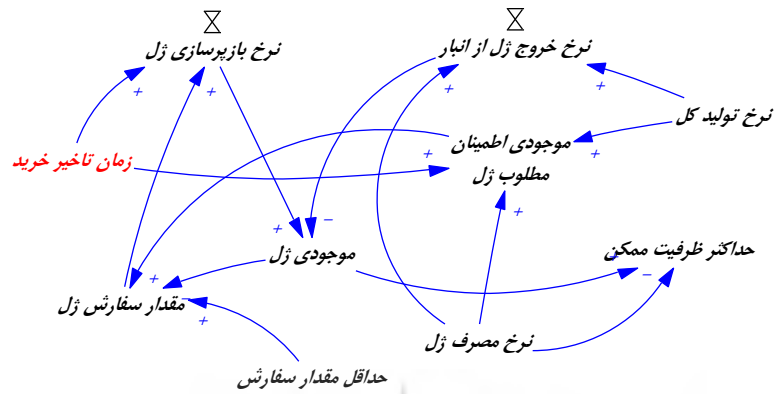 نرخ بازپرسازی ژل
نرخ خروج ژل از انبار
نرخ تولید کل
موجودی اطمینان
مطلوب ژل
زمان تاخیر خرید
موجودی ژل
حداکثر ظرفیت ممکن
مقدار سفارش ژل
نرخ مصرف ژل
حداقل مقدار سفارش